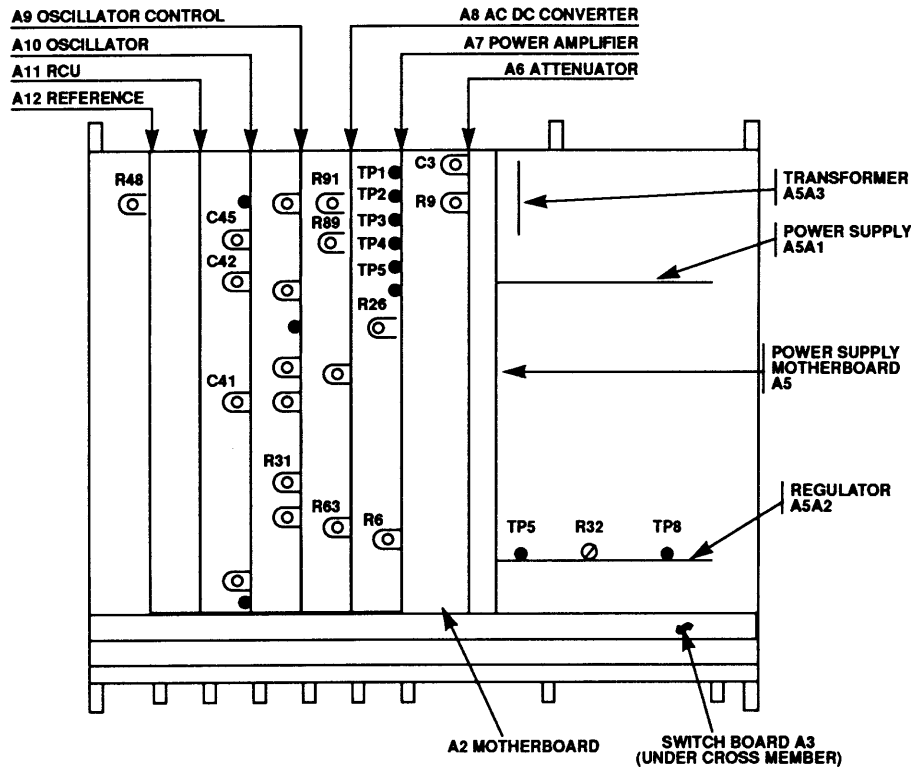 A9 OSCILLATOR CONTROL
A10 OSCILLATOR
A11 RCU
A12 REFERENCE
A8 AC DC CONVERTER
A7 POWER AMPLIFIER
A6 ATTENUATOR
R48
C45
C42
C41
R31
R91
R89
R63
TP1
TP2
TP3
TP4
TP5
R26
R6
C3
R9
TRANSFORMER
A5A3
POWER SUPPLY
A5A1
POWER SUPPLY
MOTHERBOARD
A5
REGULATOR
A5A2
TP5
R32
TP8
A2 MOTHERBOARD
SWITCH BOARD A3
(UNDER CROSS MEMBER)